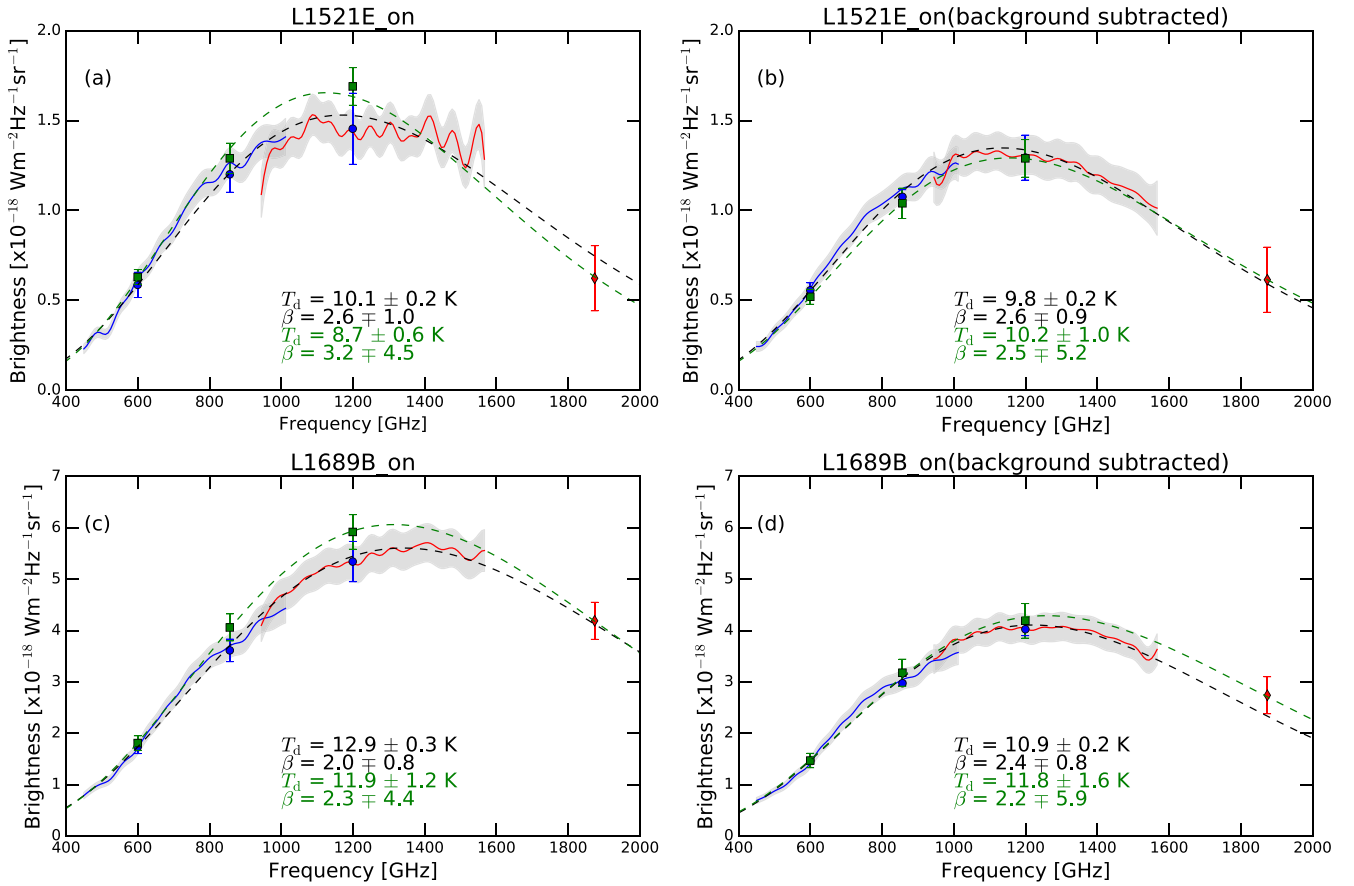 L1521E_on
(a)
2.0
1.5
1.0
0.5
0.0
Brightness [x10⁻¹⁸ Wm⁻²Hz⁻¹sr⁻¹]
T_d = 10.1 ± 0.2 K
β = 2.6 ∓ 1.0
T_d = 8.7 ± 0.6 K
β = 3.2 ∓ 4.5
400 600 800 1000 1200 1400 1600 1800 2000
Frequency [GHz]
L1521E_on(background subtracted)
(b)
2.0
1.5
1.0
0.5
0.0
Brightness [x10⁻¹⁸ Wm⁻²Hz⁻¹sr⁻¹]
T_d = 9.8 ± 0.2 K
β = 2.6 ∓ 0.9
T_d = 10.2 ± 1.0 K
β = 2.5 ∓ 5.2
400 600 800 1000 1200 1400 1600 1800 2000
Frequency [GHz]
L1689B_on
(c)
7
6
5
4
3
2
1
0
Brightness [x10⁻¹⁸ Wm⁻²Hz⁻¹sr⁻¹]
T_d = 12.9 ± 0.3 K
β = 2.0 ∓ 0.8
T_d = 11.9 ± 1.2 K
β = 2.3 ∓ 4.4
400 600 800 1000 1200 1400 1600 1800 2000
Frequency [GHz]
L1689B_on(background subtracted)
(d)
7
6
5
4
3
2
1
0
Brightness [x10⁻¹⁸ Wm⁻²Hz⁻¹sr⁻¹]
T_d = 10.9 ± 0.2 K
β = 2.4 ∓ 0.8
T_d = 11.8 ± 1.6 K
β = 2.2 ∓ 5.9
400 600 800 1000 1200 1400 1600 1800 2000
Frequency [GHz]